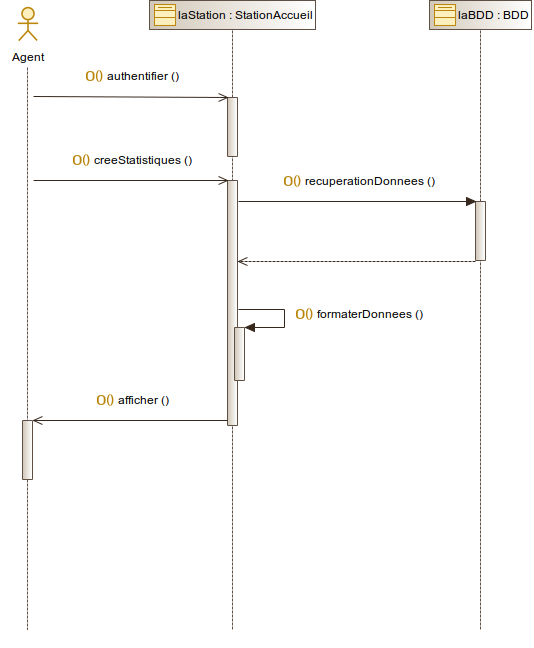 laStation : StationAccueil
laBDD : BDD
Agent
O() authentifier ()
O() creeStatistiques ()
O() recuperationDonnees ()
O() formaterDonnees ()
O() afficher ()